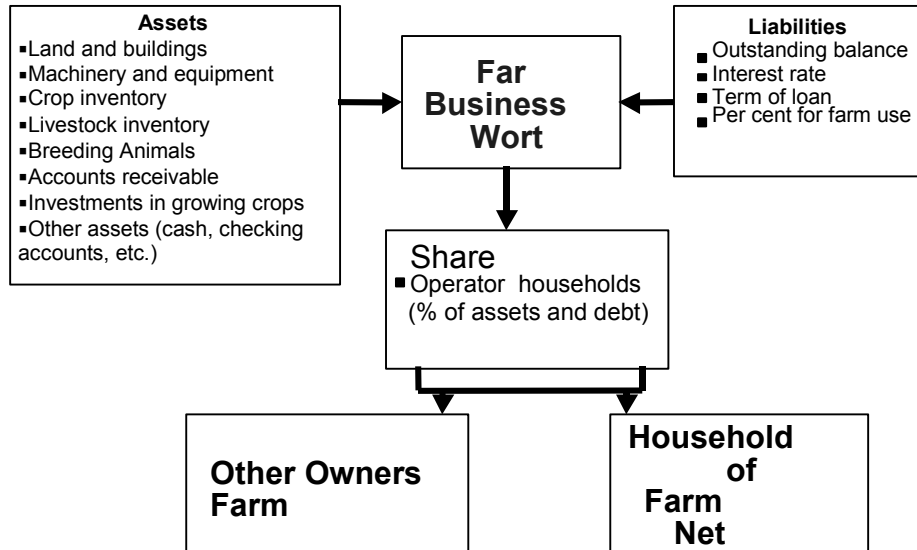 Assets
▪Land and buildings
▪Machinery and equipment
▪Crop inventory
▪Livestock inventory
▪Breeding Animals
▪Accounts receivable
▪Investments in growing crops
▪Other assets (cash, checking
accounts, etc.)
Far
Business
Wort
Liabilities
▪Outstanding balance
▪Interest rate
▪Term of loan
▪Per cent for farm use
Share
▪Operator households
(% of assets and debt)
Other Owners
Farm
Household
of
Farm
Net